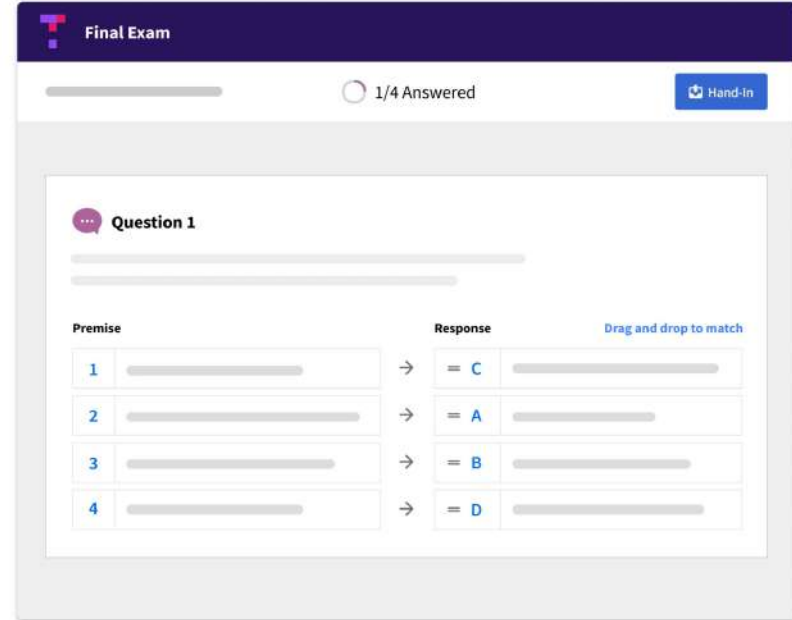 Final Exam
1/4 Answered
Hand-In
Question 1
Premise Response Drag and drop to match
1 → = C
2 → = A
3 → = B
4 → = D